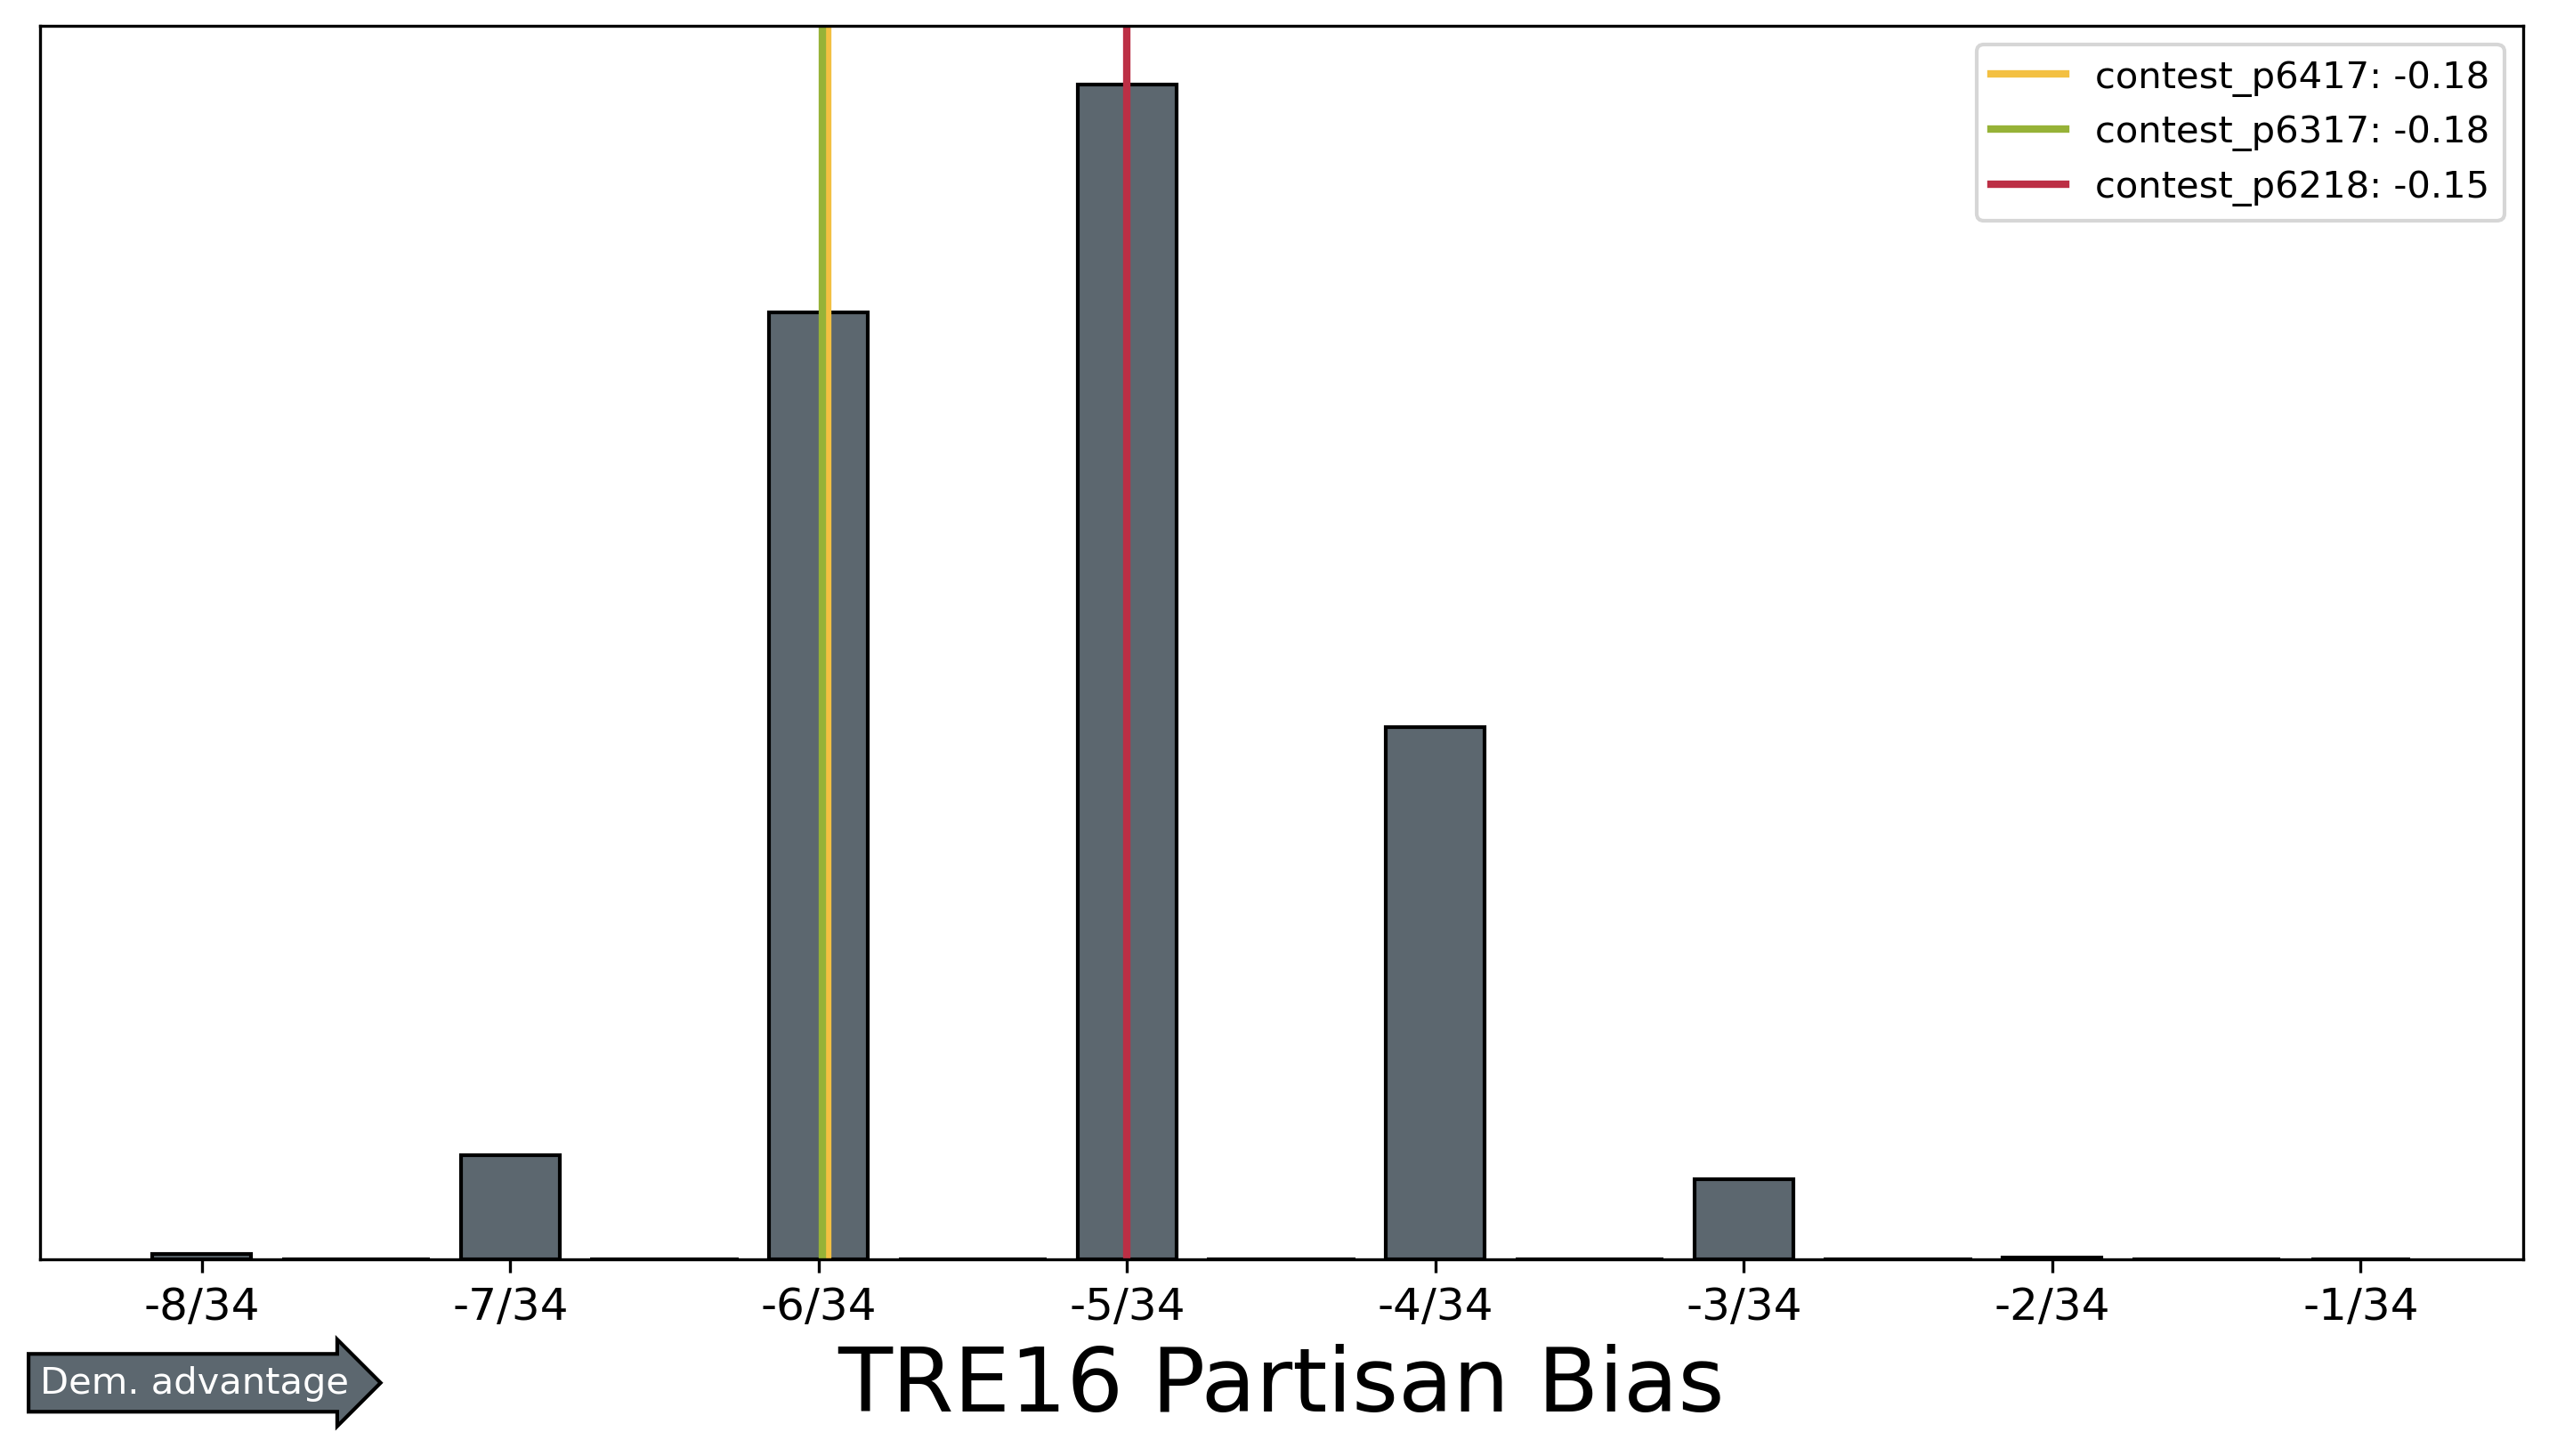 contest_p6417: -0.18
contest_p6317: -0.18
contest_p6218: -0.15
-8/34 -7/34 -6/34 -5/34 -4/34 -3/34 -2/34 -1/34
Dem. advantage
TRE16 Partisan Bias